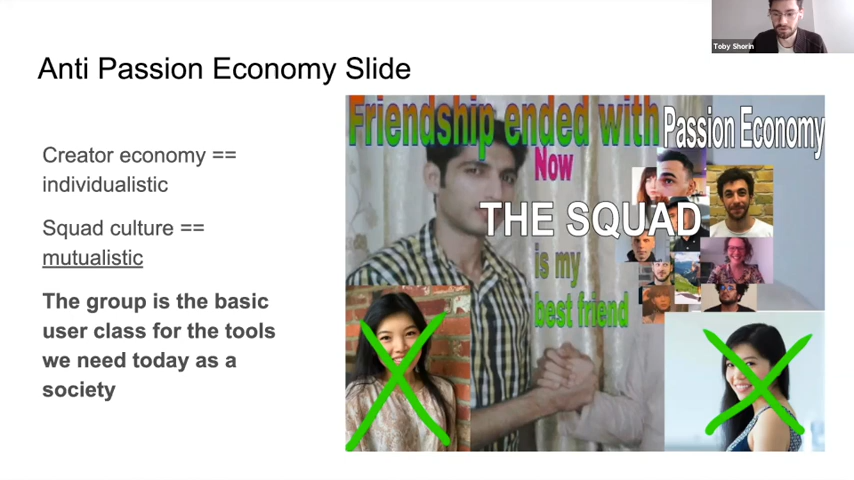 Toby Shorin
Anti Passion Economy Slide
Creator economy ==
individualistic
Squad culture ==
mutualistic
The group is the basic
user class for the tools
we need today as a
society
Friendship ended with Passion Economy
Now
THE SQUAD
is my
best friend